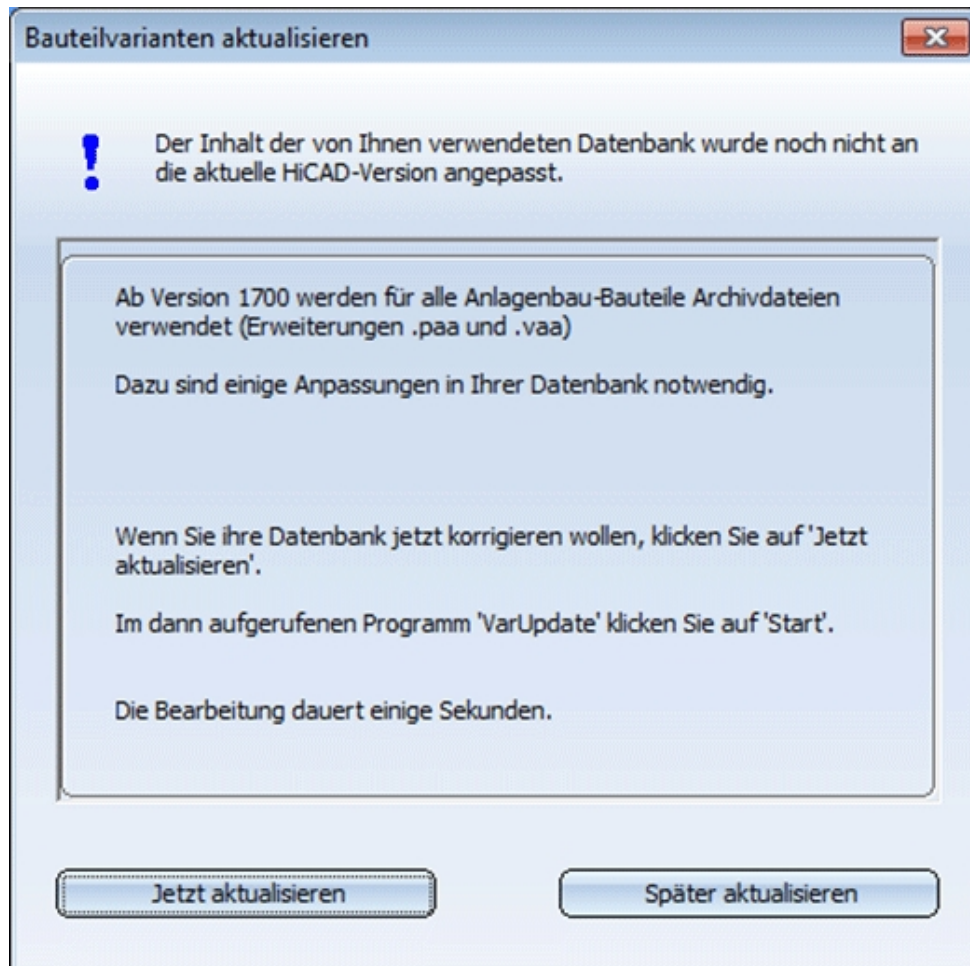 Bauteilvarianten aktualisieren
Der Inhalt der von Ihnen verwendeten Datenbank wurde noch nicht an
die aktuelle HiCAD-Version angepasst.
Ab Version 1700 werden für alle Anlagenbau-Bauteile Archivdateien
verwendet (Erweiterungen .paa und .vaa)
Dazu sind einige Anpassungen in Ihrer Datenbank notwendig.
Wenn Sie ihre Datenbank jetzt korrigieren wollen, klicken Sie auf 'Jetzt
aktualisieren'.
Im dann aufgerufenen Programm 'VarUpdate' klicken Sie auf 'Start'.
Die Bearbeitung dauert einige Sekunden.
Jetzt aktualisieren
Später aktualisieren